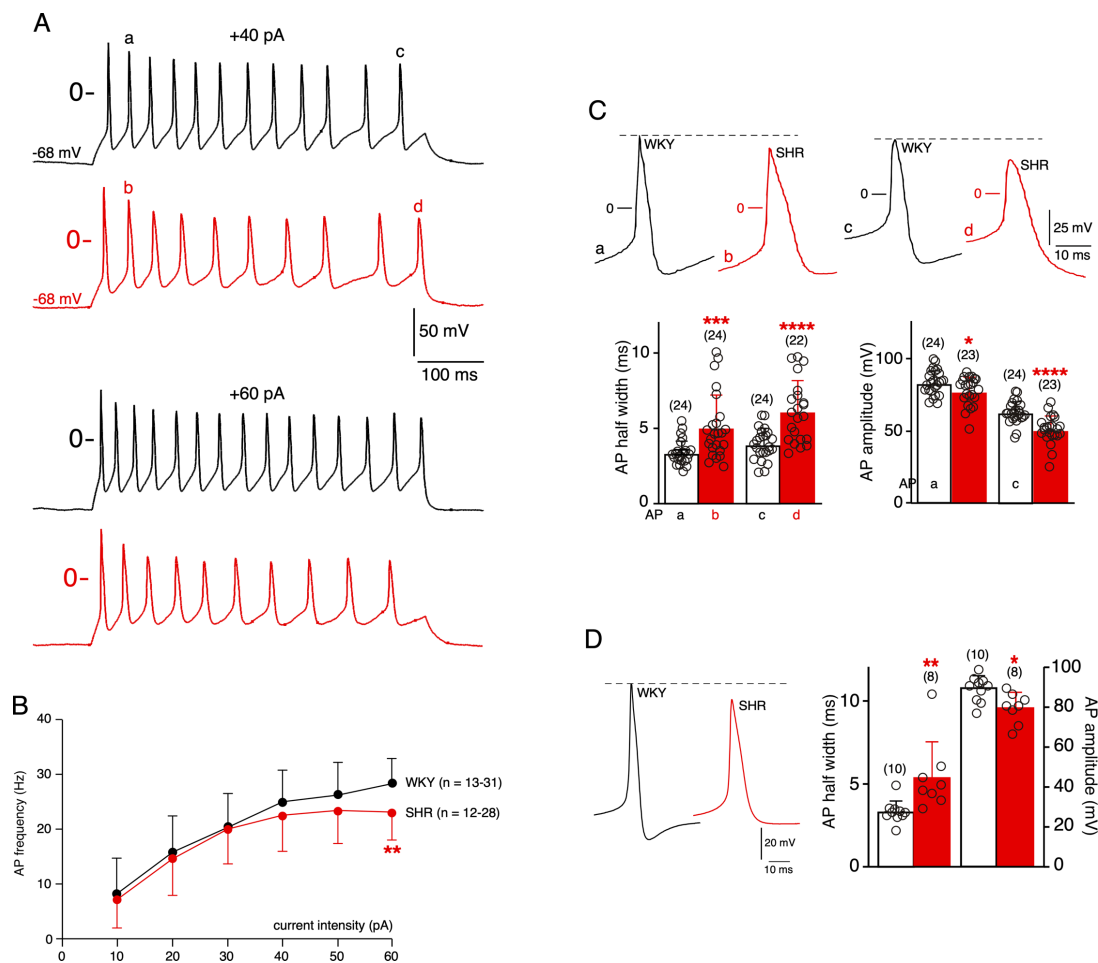 A
+40 pA
a
c
0-
-68 mV
b
d
0-
-68 mV
50 mV
100 ms
+60 pA
0-
0-
B
AP frequency (Hz)
40
30
20
10
0
WKY (n = 13-31)
SHR (n = 12-28)
**
current intensity (pA)
0 10 20 30 40 50 60
C
WKY
SHR
WKY
SHR
0
0
0
a
b
c
d
25 mV
10 ms
AP half width (ms)
10
5
0
(24)
***
(24)
(24)
****
(22)
AP a b c d
AP amplitude (mV)
100
50
0
(24)
*
(23)
(24)
****
(23)
AP a c
D
WKY
SHR
20 mV
10 ms
AP half width (ms)
10
5
0
(10)
**
(8)
(10)
*
(8)
100
80
60
40
20
0
AP amplitude (mV)